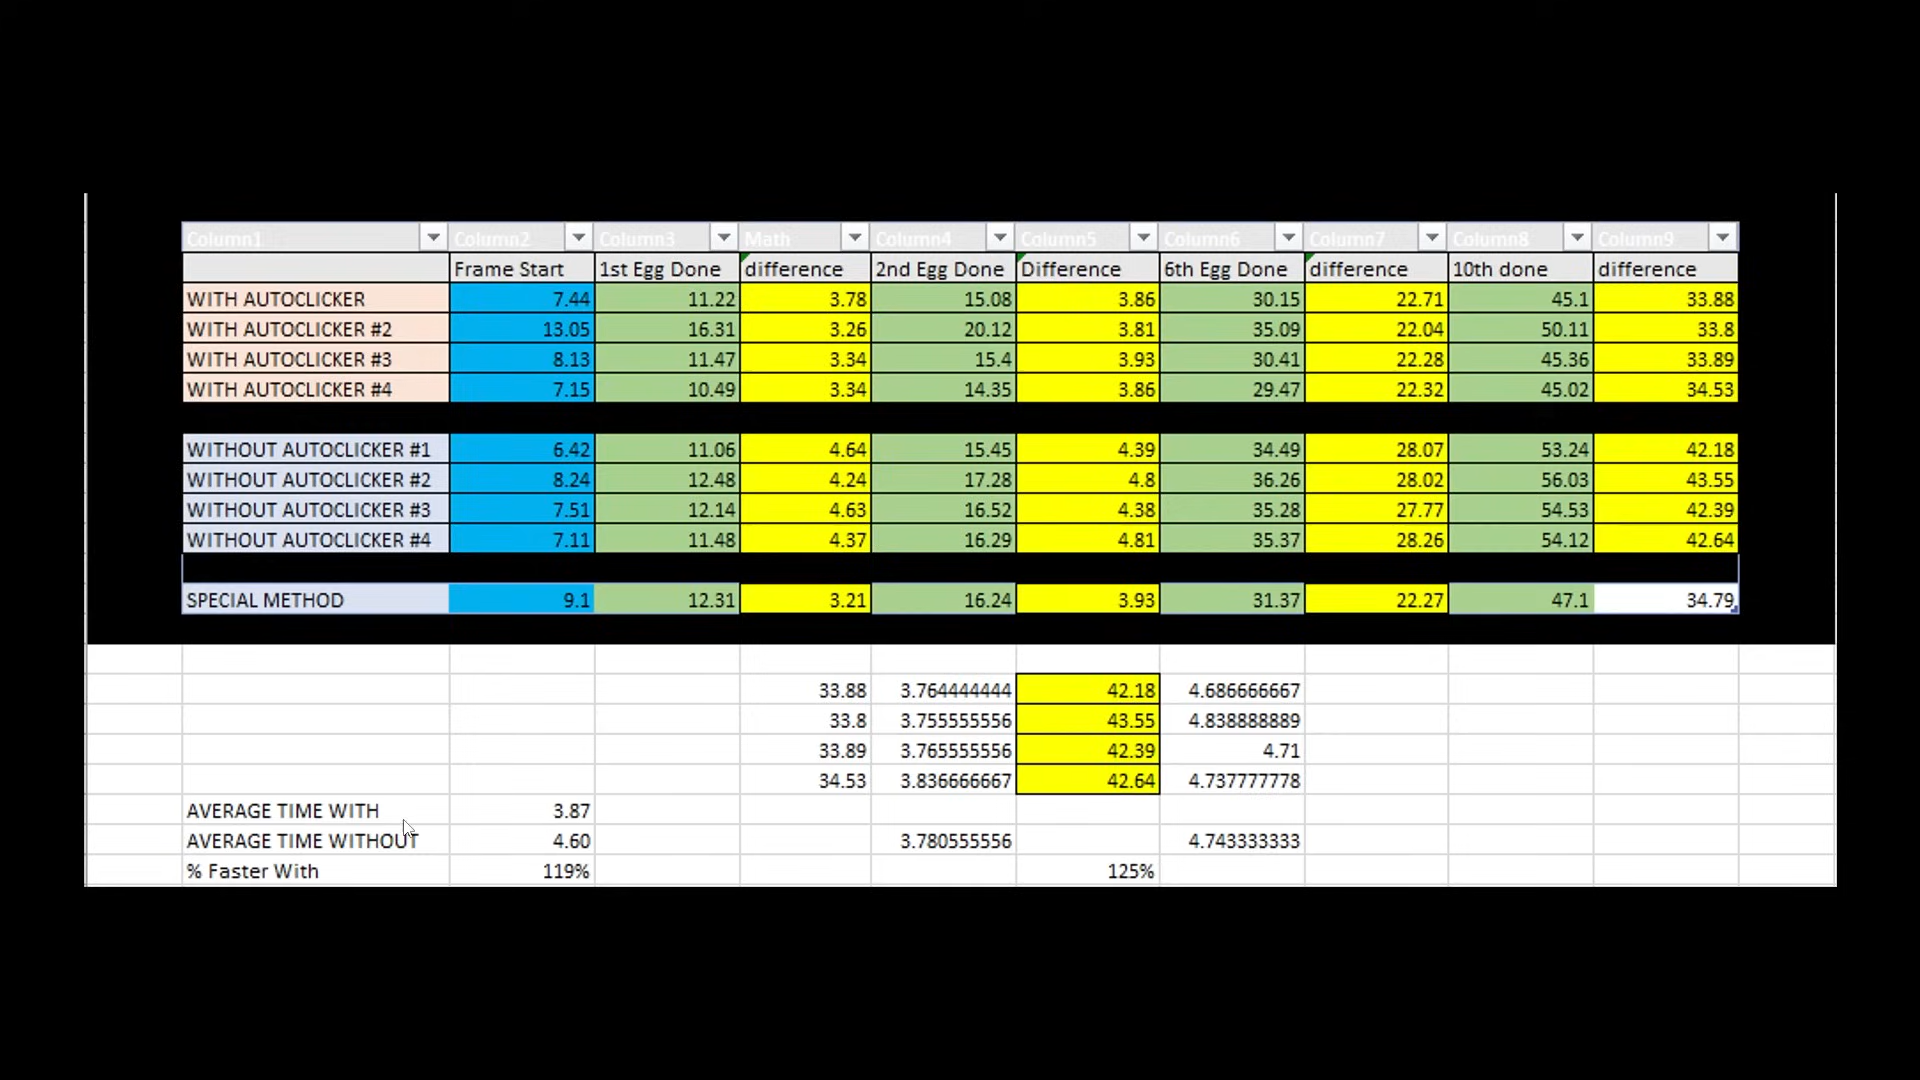 Column1 Column2 Column3 Math Column4 Column5 Column6 Column7 Column8 Column9
Frame Start 1st Egg Done difference 2nd Egg Done Difference 6th Egg Done difference 10th done difference
WITH AUTOCLICKER 7.44 11.22 3.78 15.08 3.86 30.15 22.71 45.1 33.88
WITH AUTOCLICKER #2 13.05 16.31 3.26 20.12 3.81 35.09 22.04 50.11 33.8
WITH AUTOCLICKER #3 8.13 11.47 3.34 15.4 3.93 30.41 22.28 45.36 33.89
WITH AUTOCLICKER #4 7.15 10.49 3.34 14.35 3.86 29.47 22.32 45.02 34.53
WITHOUT AUTOCLICKER #1 6.42 11.06 4.64 15.45 4.39 34.49 28.07 53.24 42.18
WITHOUT AUTOCLICKER #2 8.24 12.48 4.24 17.28 4.8 36.26 28.02 56.03 43.55
WITHOUT AUTOCLICKER #3 7.51 12.14 4.63 16.52 4.38 35.28 27.77 54.53 42.39
WITHOUT AUTOCLICKER #4 7.11 11.48 4.37 16.29 4.81 35.37 28.26 54.12 42.64
SPECIAL METHOD 9.1 12.31 3.21 16.24 3.93 31.37 22.27 47.1 34.79
33.88 3.764444444 42.18 4.686666667
33.8 3.755555556 43.55 4.838888889
33.89 3.765555556 42.39 4.71
34.53 3.836666667 42.64 4.737777778
AVERAGE TIME WITH 3.87
AVERAGE TIME WITHOUT 4.60 3.780555556 4.743333333
% Faster With 119% 125%